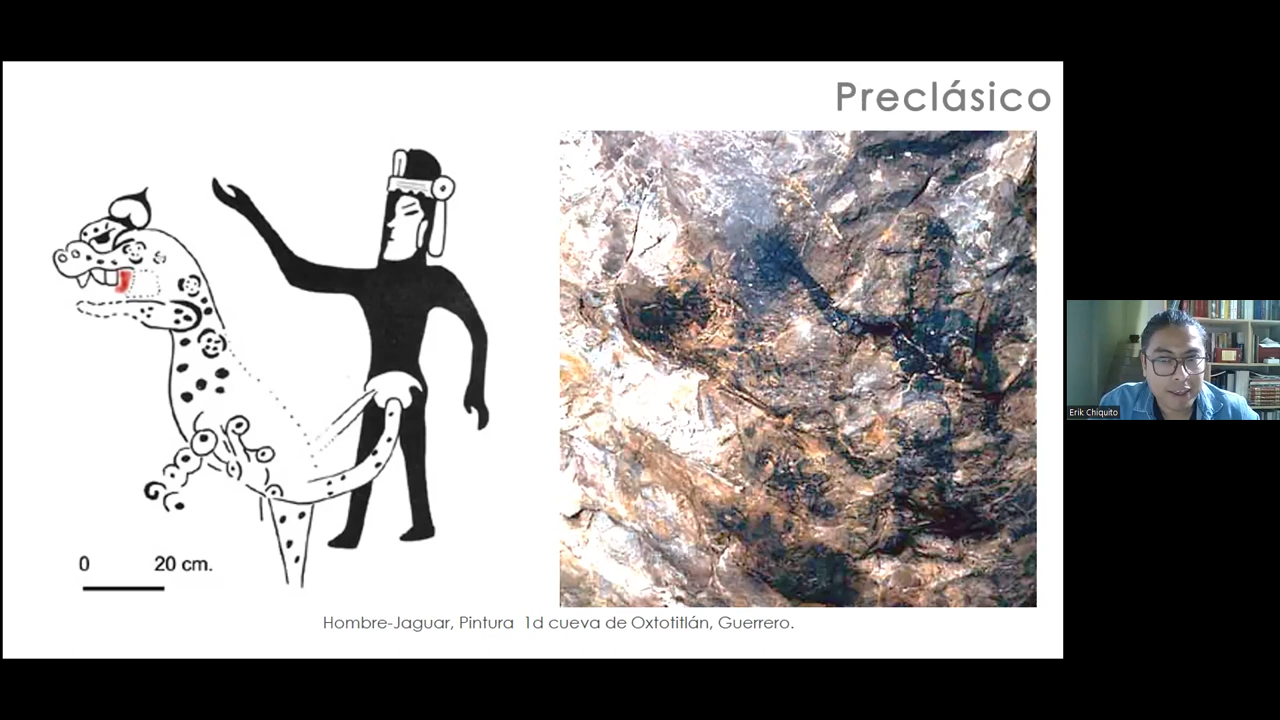 Preclásico
0 20 cm.
Hombre-Jaguar, Pintura 1d cueva de Oxtotitlán, Guerrero.
Erik Chiquito